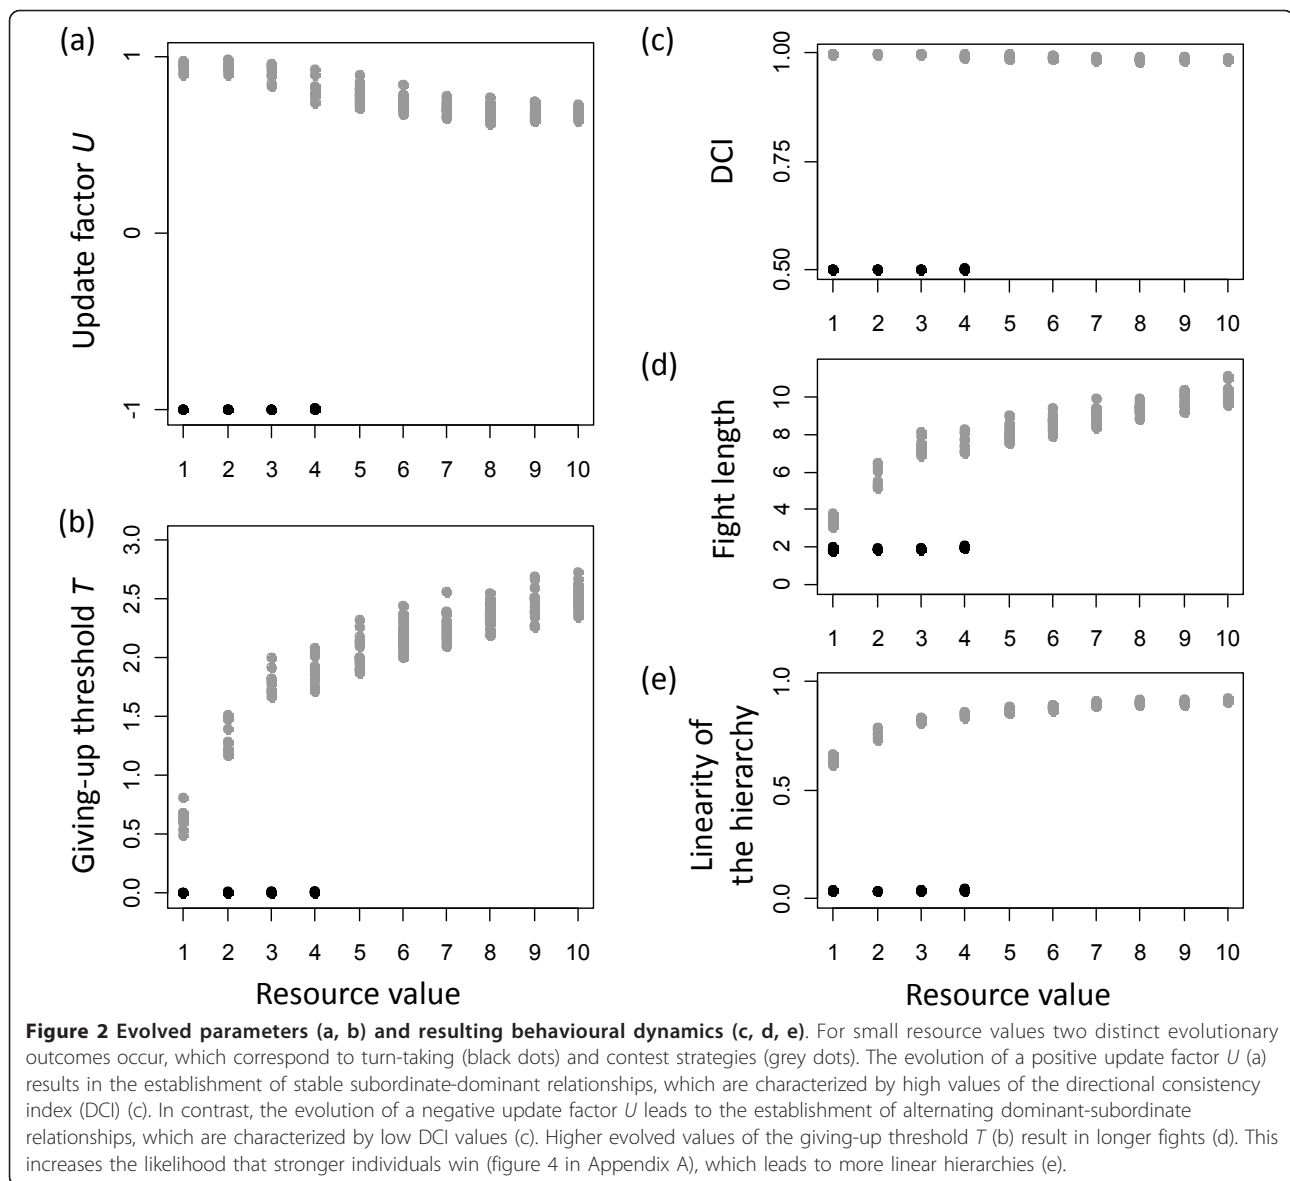 (a)
Update factor U
1
0
-1
1 2 3 4 5 6 7 8 9 10
(b)
Giving-up threshold T
3.0
2.5
2.0
1.5
1.0
0.5
0.0
1 2 3 4 5 6 7 8 9 10
Resource value
(c)
DCI
1.00
0.75
0.50
1 2 3 4 5 6 7 8 9 10
(d)
Fight length
10
8
6
4
2
0
1 2 3 4 5 6 7 8 9 10
(e)
Linearity of
the hierarchy
1.0
0.5
0.0
1 2 3 4 5 6 7 8 9 10
Resource value
Figure 2 Evolved parameters (a, b) and resulting behavioural dynamics (c, d, e). For small resource values two distinct evolutionary
outcomes occur, which correspond to turn-taking (black dots) and contest strategies (grey dots). The evolution of a positive update factor U (a)
results in the establishment of stable subordinate-dominant relationships, which are characterized by high values of the directional consistency
index (DCI) (c). In contrast, the evolution of a negative update factor U leads to the establishment of alternating dominant-subordinate
relationships, which are characterized by low DCI values (c). Higher evolved values of the giving-up threshold T (b) result in longer fights (d). This
increases the likelihood that stronger individuals win (figure 4 in Appendix A), which leads to more linear hierarchies (e).